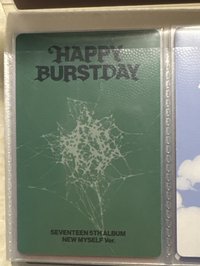 HAPPY
BURSTDAY
SEVENTEEN 5TH ALBUM
NEW MYSELF Ver.